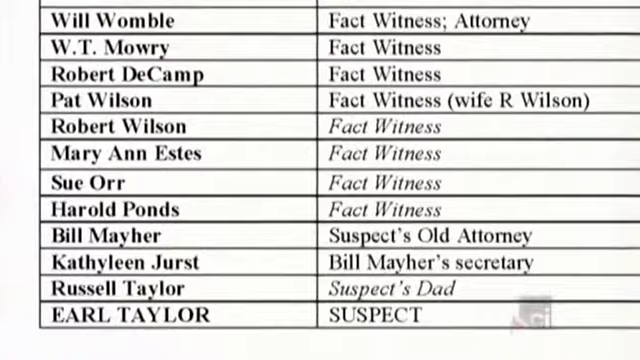 Will Womble Fact Witness; Attorney
W.T. Mowry Fact Witness
Robert DeCamp Fact Witness
Pat Wilson Fact Witness (wife R Wilson)
Robert Wilson Fact Witness
Mary Ann Estes Fact Witness
Sue Orr Fact Witness
Harold Ponds Fact Witness
Bill Mayher Suspect's Old Attorney
Kathyleen Jurst Bill Mayher's secretary
Russell Taylor Suspect's Dad
EARL TAYLOR SUSPECT